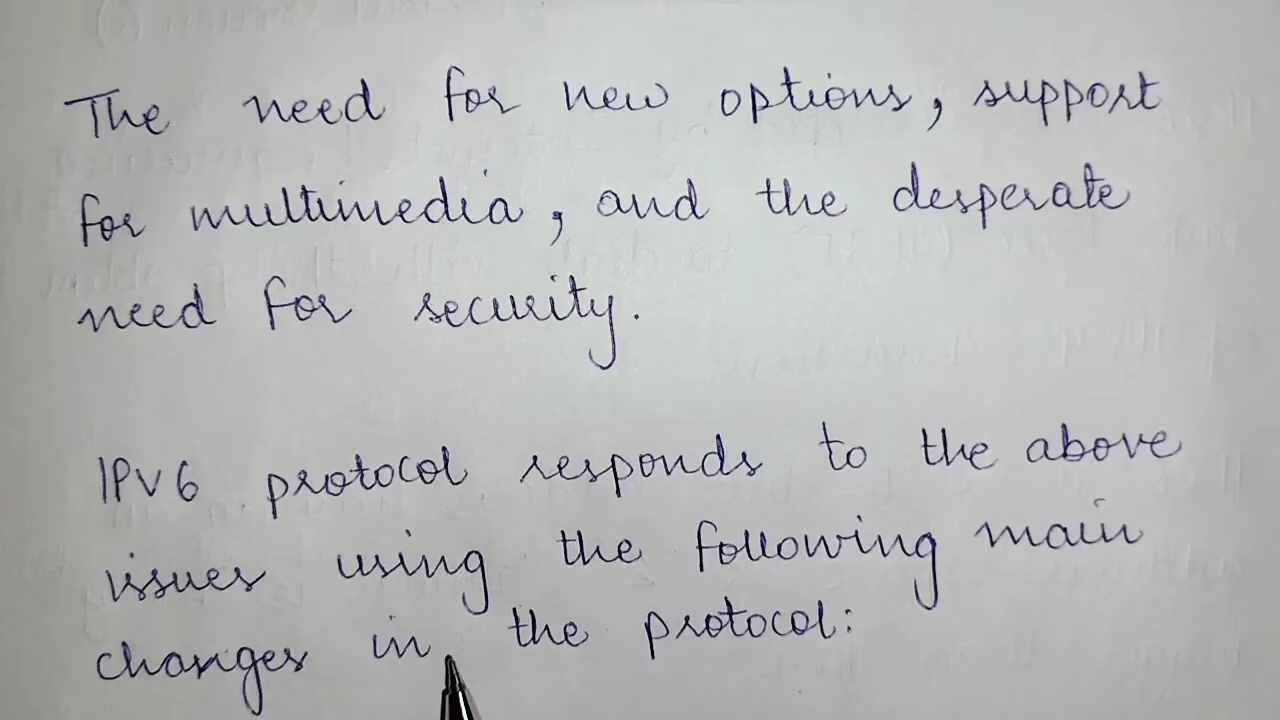 The need for new options, support
for multimedia, and the desperate
need for security.
IPv6 protocol responds to the above
issues using the following main
changes in the protocol: